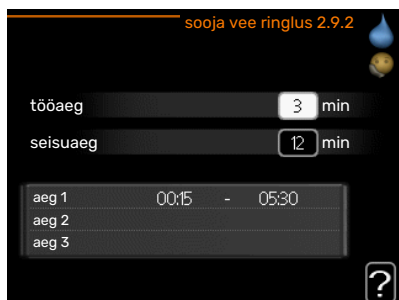 sooja vee ringlus 2.9.2
tööaeg 3 min
seisuaeg 12 min
aeg 1 00:15 - 05:30
aeg 2
aeg 3
?